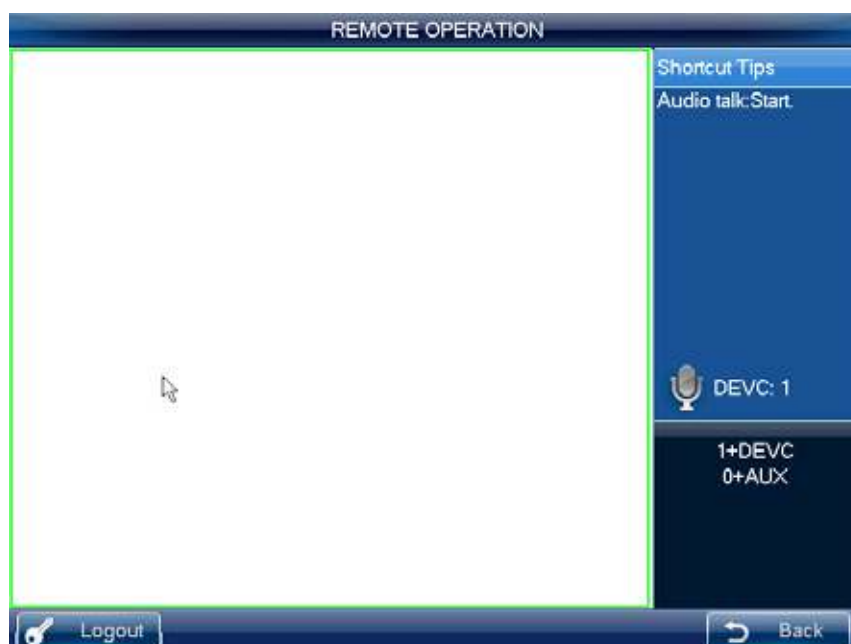 REMOTE OPERATION
Shortcut Tips
Audio talk:Start.
DEVC: 1
1+DEVC
0+AUX
Logout
Back